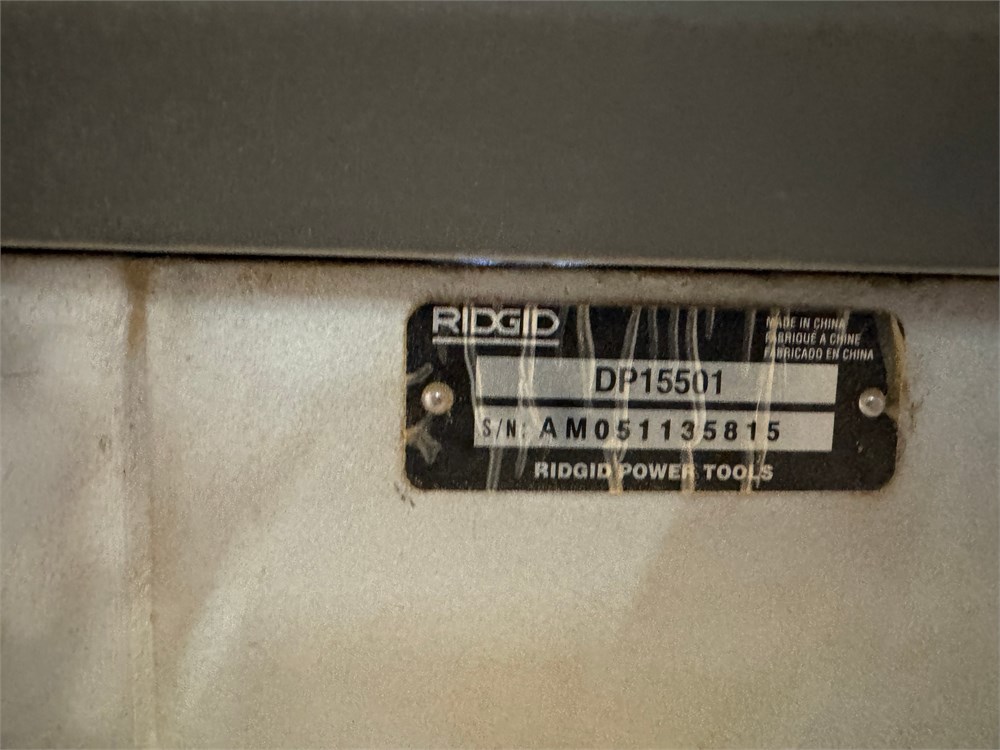 RIDGID
MADE IN CHINA
FABRIQUÉ A CHINE
FABRICADO EN CHINA
DP15501
S/N: AM051135815
RIDGID POWER TOOLS